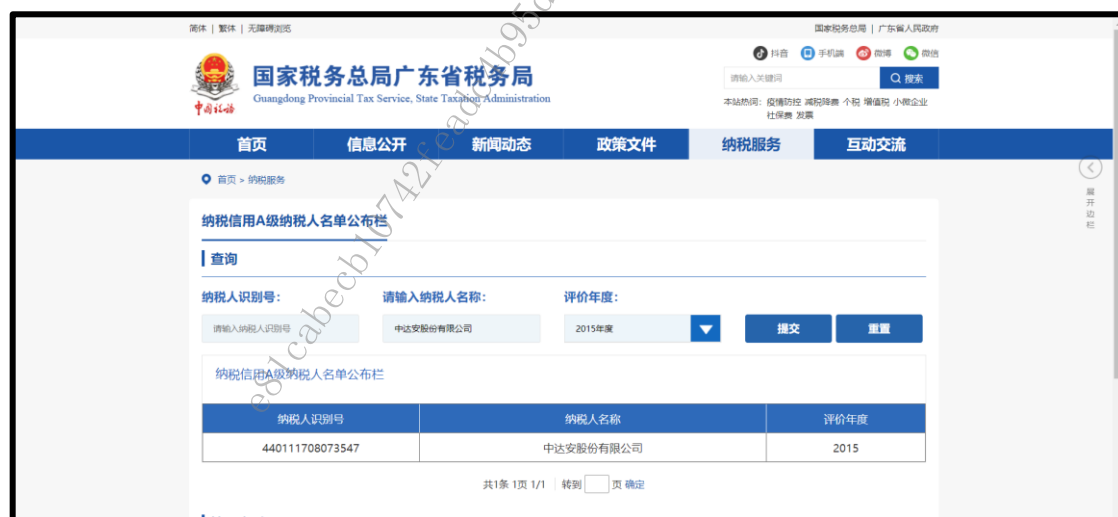 简体 | 繁体 | 无障碍浏览
国家税务总局 | 广东省人民政府
抖音 手机端 微博 微信
中国税务
国家税务总局广东省税务局
Guangdong Provincial Tax Service, State Taxation Administration
请输入关键词 搜索
本站热词: 疫情防控 减税降费 个税 增值税 小微企业
社保费 发票
首页 信息公开 新闻动态 政策文件 纳税服务 互动交流
首页 > 纳税服务
展开边栏
纳税信用A级纳税人名单公布栏
查询
纳税人识别号: 请输入纳税人名称: 评价年度:
请输入纳税人识别号 中达安股份有限公司 2015年度 提交 重置
纳税信用A级纳税人名单公布栏
纳税人识别号 纳税人名称 评价年度
440111708073547 中达安股份有限公司 2015
共1条 1页 1/1 转到 页 确定